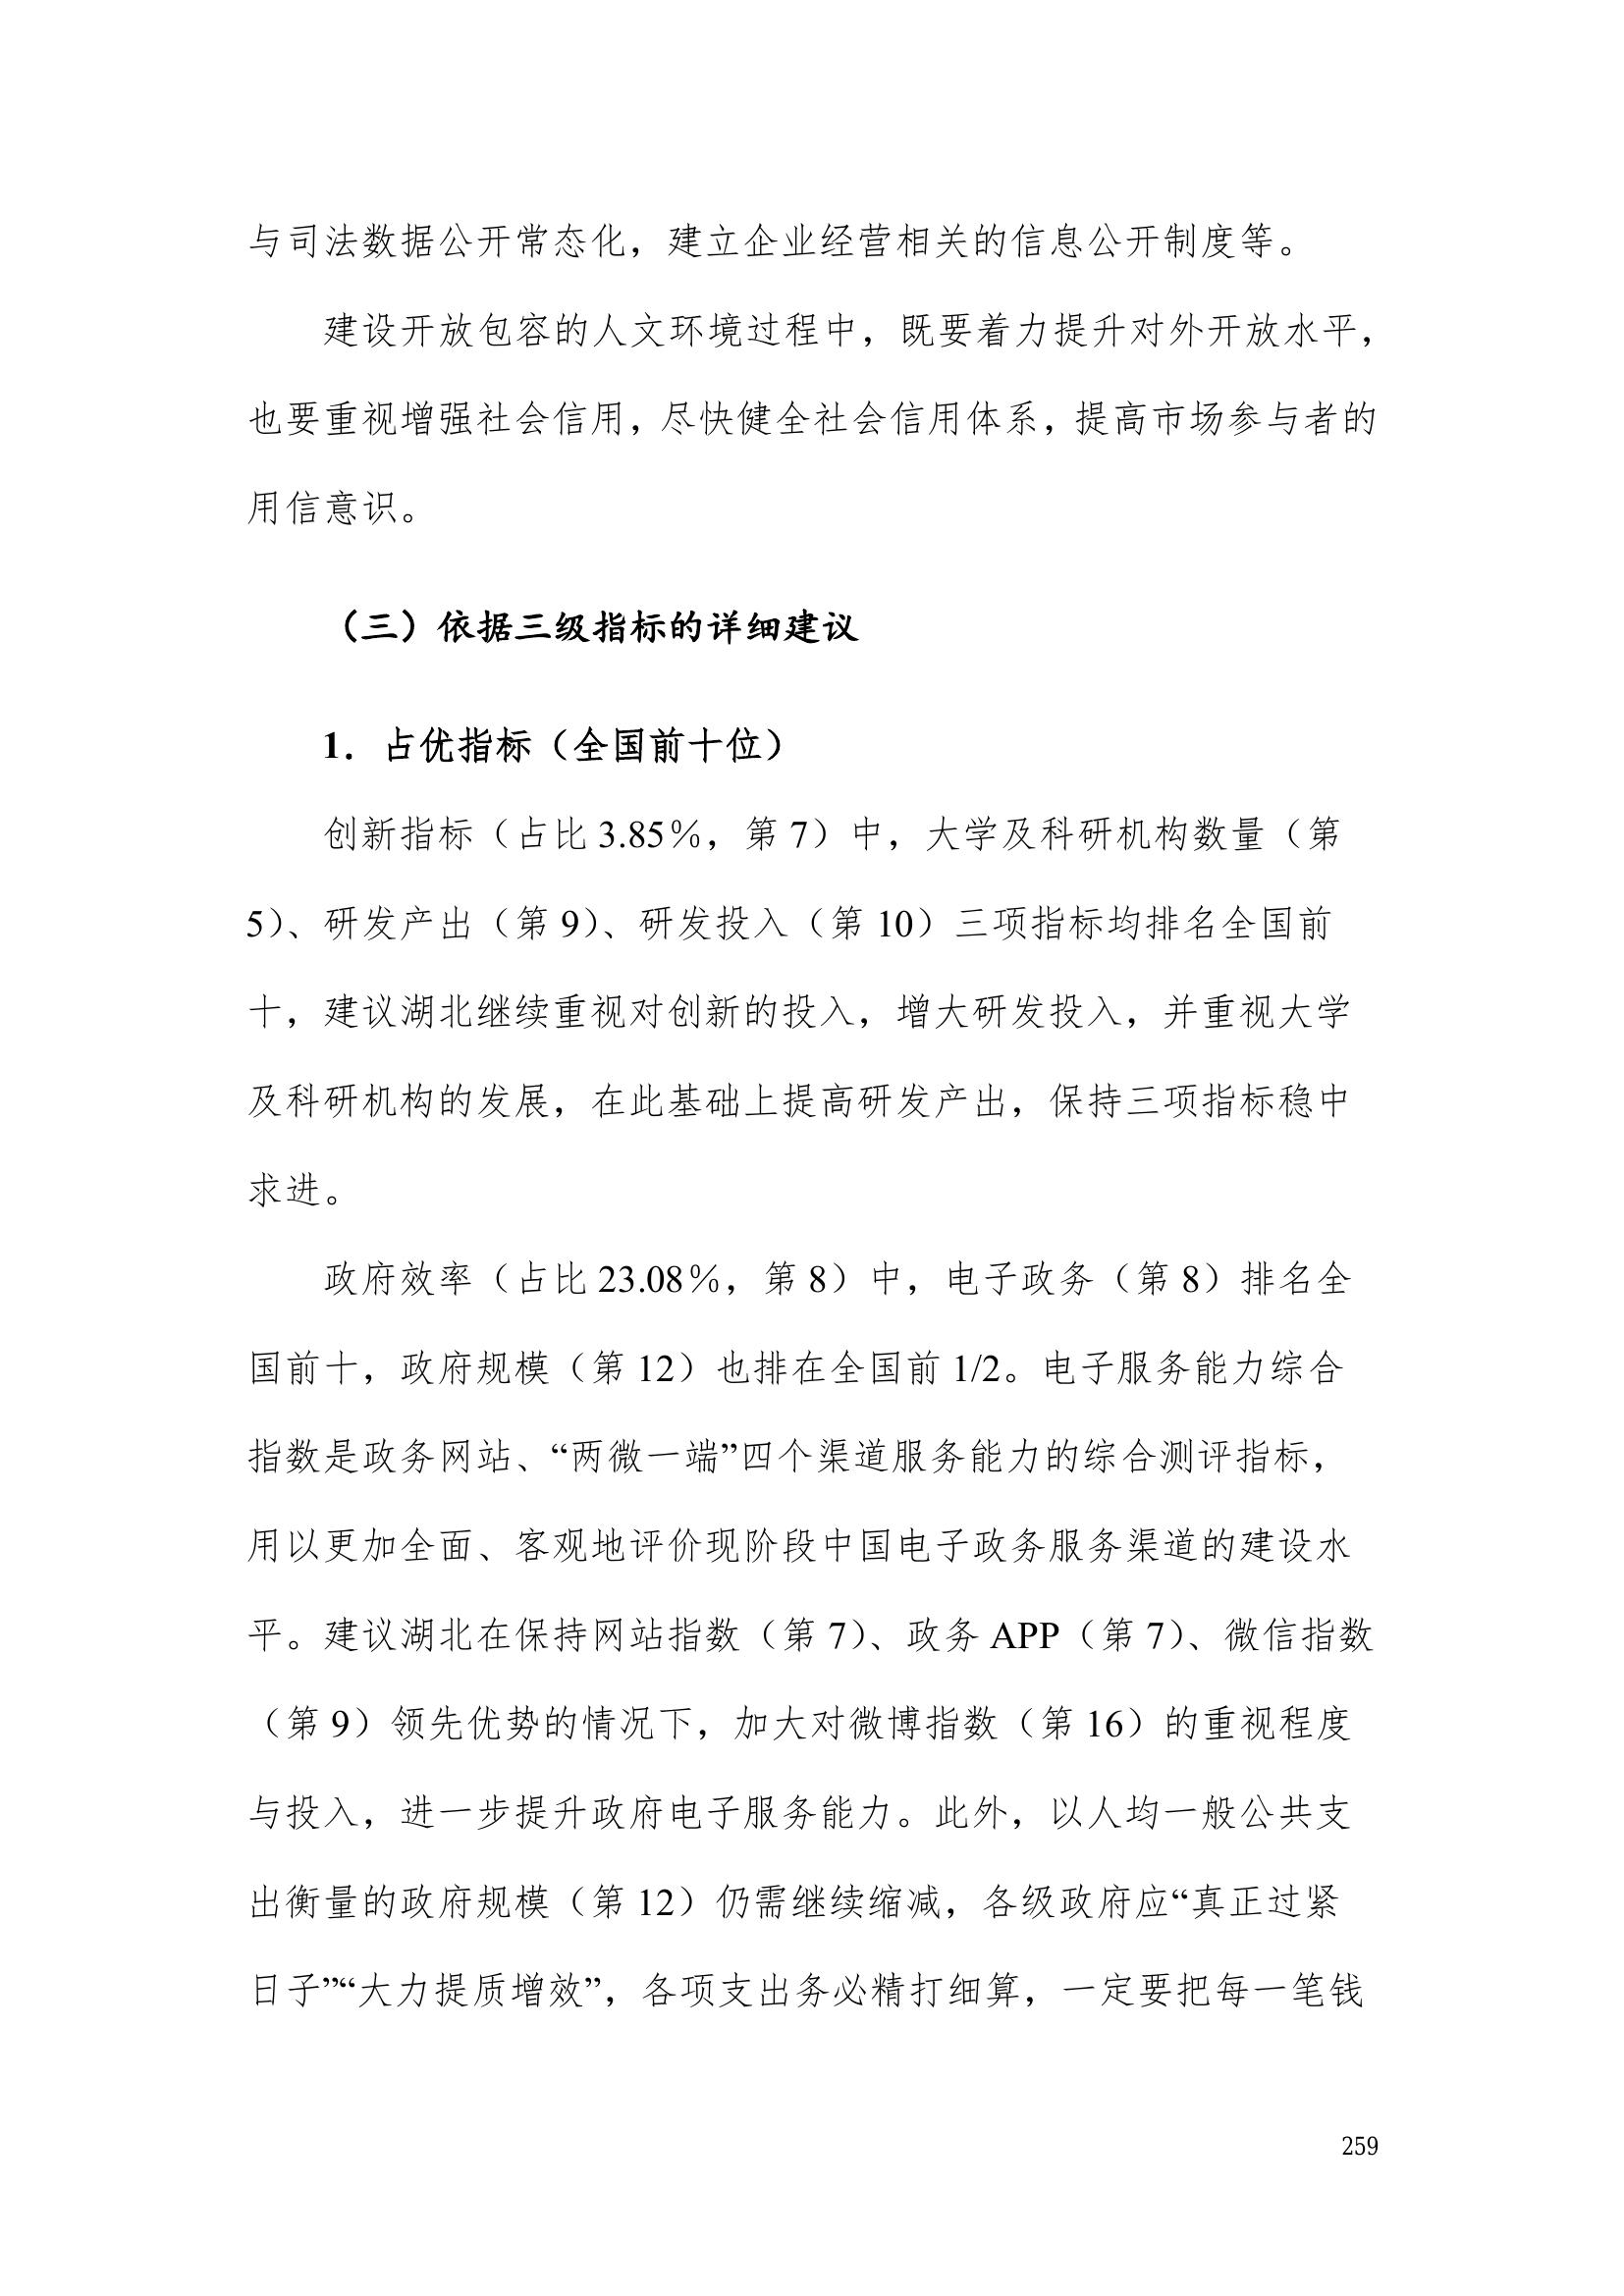 与司法数据公开常态化，建立企业经营相关的信息公开制度等。
建设开放包容的人文环境过程中，既要着力提升对外开放水平，
也要重视增强社会信用，尽快健全社会信用体系，提高市场参与者的
用信意识。
（三）依据三级指标的详细建议
1．占优指标（全国前十位）
创新指标（占比 3.85％，第 7）中，大学及科研机构数量（第
5）、研发产出（第 9）、研发投入（第 10）三项指标均排名全国前
十，建议湖北继续重视对创新的投入，增大研发投入，并重视大学
及科研机构的发展，在此基础上提高研发产出，保持三项指标稳中
求进。
政府效率（占比 23.08％，第 8）中，电子政务（第 8）排名全
国前十，政府规模（第 12）也排在全国前 1/2。电子服务能力综合
指数是政务网站、“两微一端”四个渠道服务能力的综合测评指标，
用以更加全面、客观地评价现阶段中国电子政务服务渠道的建设水
平。建议湖北在保持网站指数（第 7）、政务 APP（第 7）、微信指数
（第 9）领先优势的情况下，加大对微博指数（第 16）的重视程度
与投入，进一步提升政府电子服务能力。此外，以人均一般公共支
出衡量的政府规模（第 12）仍需继续缩减，各级政府应“真正过紧
日子”“大力提质增效”，各项支出务必精打细算，一定要把每一笔钱
259